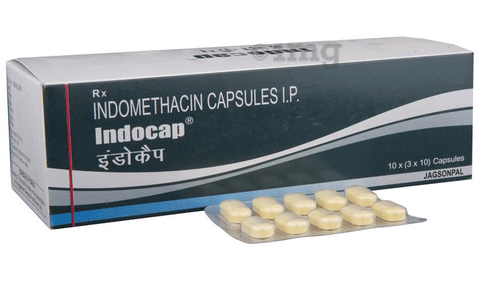 Rx
INDOMETHACIN CAPSULES I.P.
Indocap®
इंडोकैप
10 x (3 x 10) Capsules
JAGSONPAL